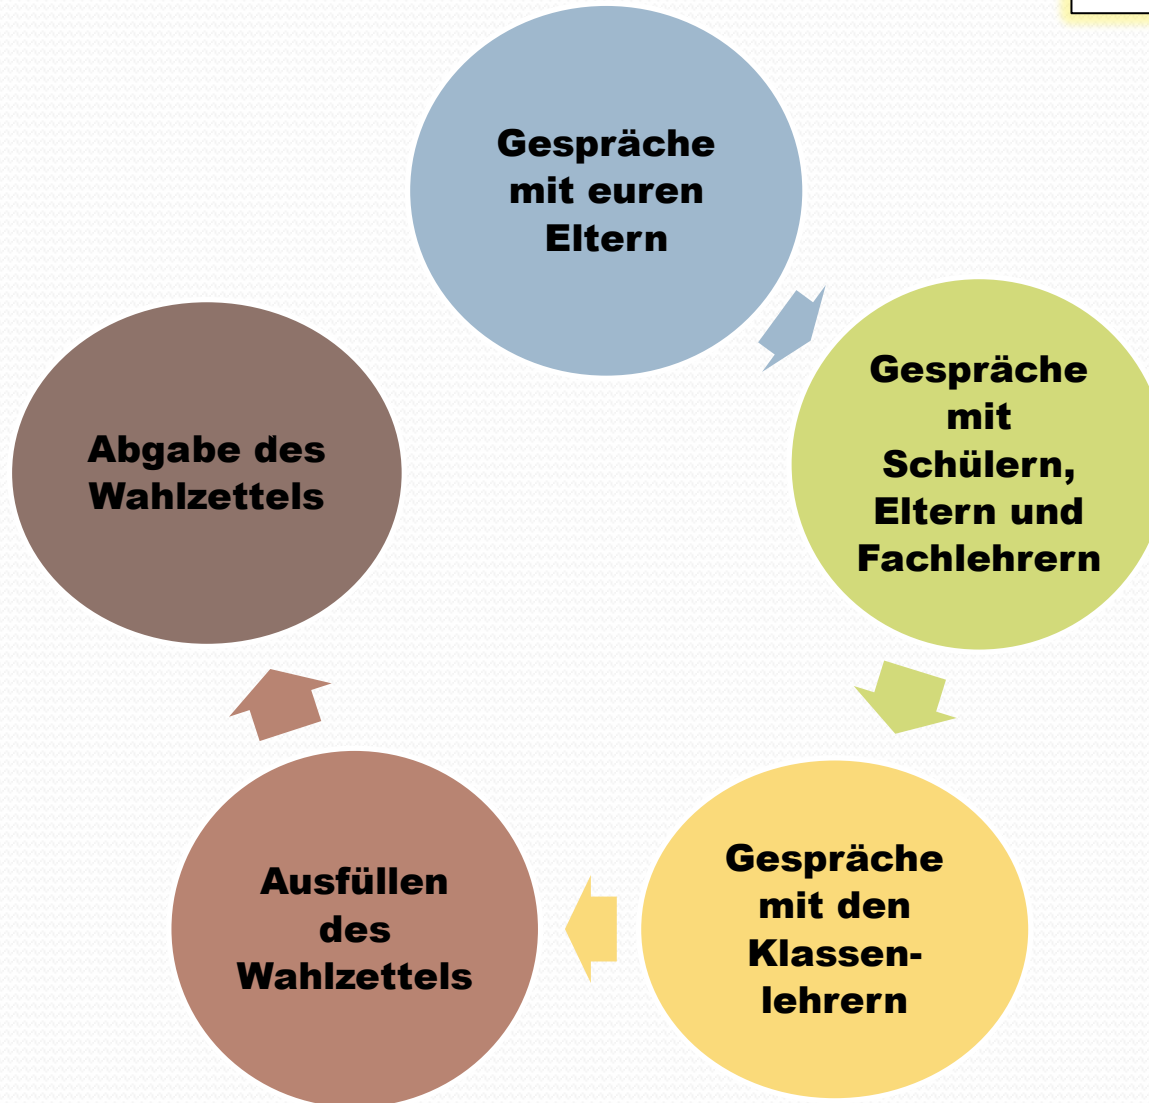 Gespräche
mit euren
Eltern
Gespräche
mit
Schülern,
Eltern und
Fachlehrern
Gespräche
mit den
Klassen-
lehrern
Ausfüllen
des
Wahlzettels
Abgabe des
Wahlzettels